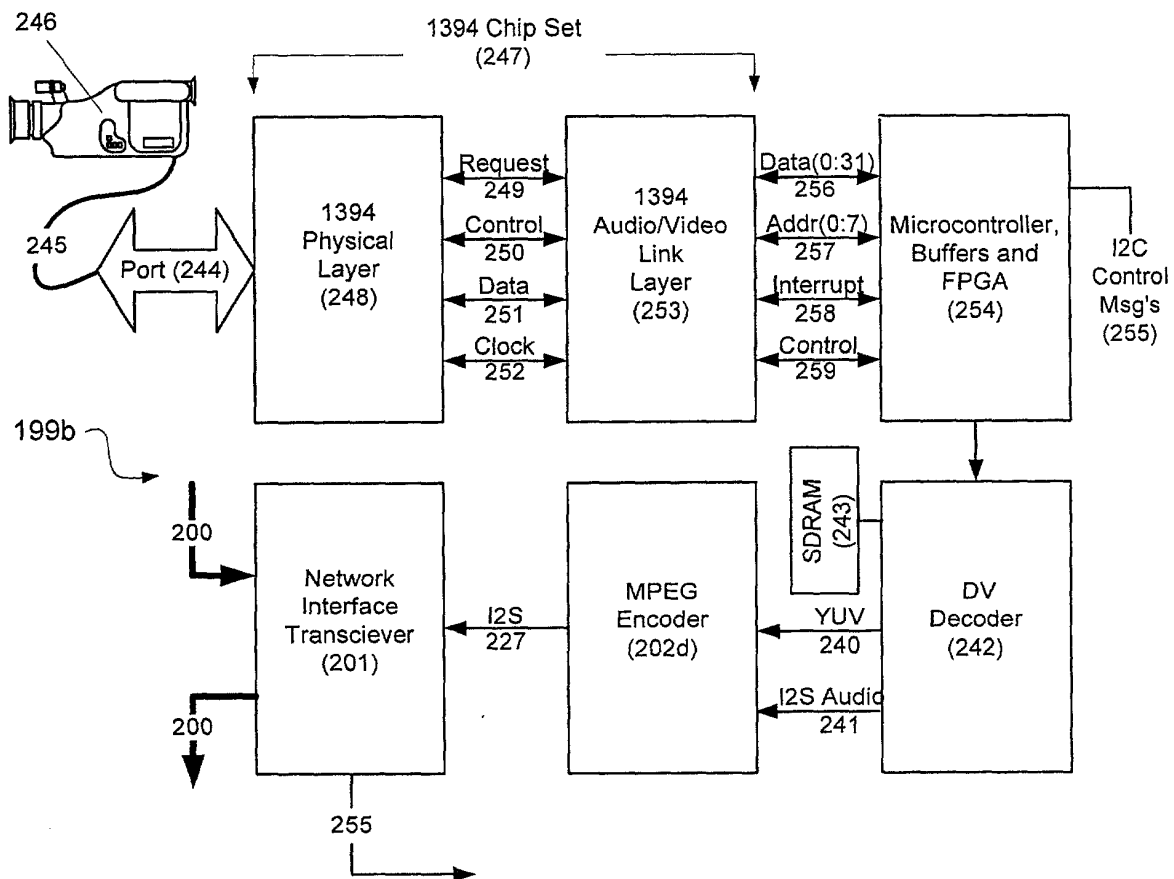 246
1394 Chip Set
(247)
245
Port (244)
1394
Physical
Layer
(248)
Request
249
Control
250
Data
251
Clock
252
1394
Audio/Video
Link
Layer
(253)
Data(0:31)
256
Addr(0:7)
257
Interrupt
258
Control
259
Microcontroller,
Buffers and
FPGA
(254)
I2C
Control
Msg's
(255)
199b
200
200
Network
Interface
Transciever
(201)
I2S
227
MPEG
Encoder
(202d)
SDRAM
(243)
YUV
240
I2S Audio
241
DV
Decoder
(242)
255